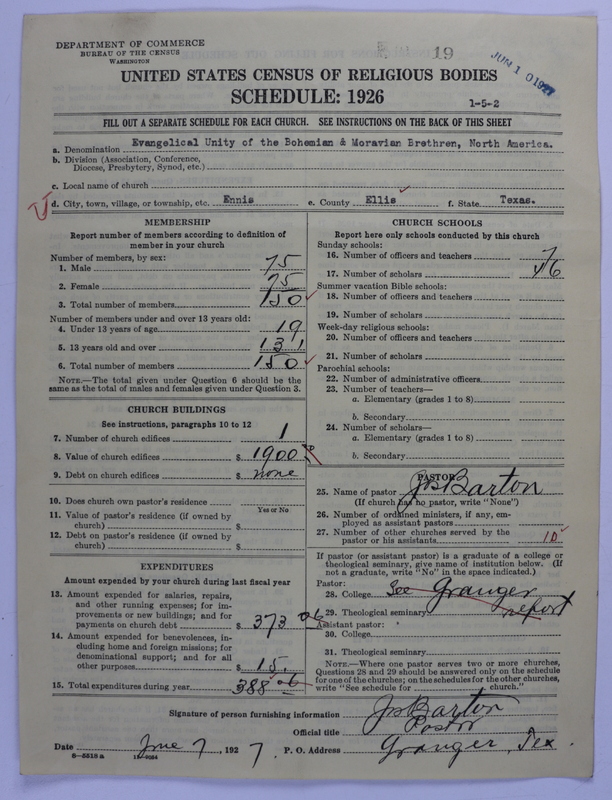 DEPARTMENT OF COMMERCE
BUREAU OF THE CENSUS
WASHINGTON
19
JUN 10 1927
UNITED STATES CENSUS OF RELIGIOUS BODIES
SCHEDULE: 1926
1-5-2
FILL OUT A SEPARATE SCHEDULE FOR EACH CHURCH. SEE INSTRUCTIONS ON THE BACK OF THIS SHEET
a. Denomination Evangelical Unity of the Bohemian & Moravian Brethren, North America.
b. Division (Association, Conference,
Diocese, Presbytery, Synod, etc.)
c. Local name of church
d. City, town, village, or township, etc. Ennis e. County Ellis f. State Texas.
MEMBERSHIP
Report number of members according to definition of
member in your church
Number of members, by sex:
1. Male 75
2. Female 75
3. Total number of members 150
Number of members under and over 13 years old:
4. Under 13 years of age 19
5. 13 years old and over 131
6. Total number of members 150
NOTE.—The total given under Question 6 should be the
same as the total of males and females given under Question 3.
CHURCH BUILDINGS
See instructions, paragraphs 10 to 12
7. Number of church edifices 1
8. Value of church edifices $ 1900
9. Debt on church edifices $ none
10. Does church own pastor's residence
Yes or No
11. Value of pastor's residence (if owned by
church) $
12. Debt on pastor's residence (if owned by
church) $
EXPENDITURES
Amount expended by your church during last fiscal year
13. Amount expended for salaries, repairs,
and other running expenses; for im-
provements or new buildings; and for
payments on church debt $ 373 06
14. Amount expended for benevolences, in-
cluding home and foreign missions; for
denominational support; and for all
other purposes $ 15.
15. Total expenditures during year $ 388 06
CHURCH SCHOOLS
Report here only schools conducted by this church
Sunday schools:
16. Number of officers and teachers 7
17. Number of scholars 46
Summer vacation Bible schools:
18. Number of officers and teachers
19. Number of scholars
Week-day religious schools:
20. Number of officers and teachers
21. Number of scholars
Parochial schools:
22. Number of administrative officers
23. Number of teachers—
a. Elementary (grades 1 to 8)
b. Secondary
24. Number of scholars—
a. Elementary (grades 1 to 8)
b. Secondary
PASTOR
25. Name of pastor Jos Barton
(If church has no pastor, write "None")
26. Number of ordained ministers, if any, em-
ployed as assistant pastors
27. Number of other churches served by the
pastor or his assistants 10
If pastor (or assistant pastor) is a graduate of a college or
theological seminary, give name of institution below. (If
not a graduate, write "No" in the space indicated.)
Pastor:
28. College See Granger
29. Theological seminary report
Assistant pastor:
30. College
31. Theological seminary
NOTE.—Where one pastor serves two or more churches,
Questions 28 and 29 should be answered only on the schedule
for one of the churches; on the schedules for the other churches,
write "See schedule for church."
Signature of person furnishing information Jos Barton
Official title Pastor
Date June 7, 1927. P. O. Address Granger, Tex
8-5518 a